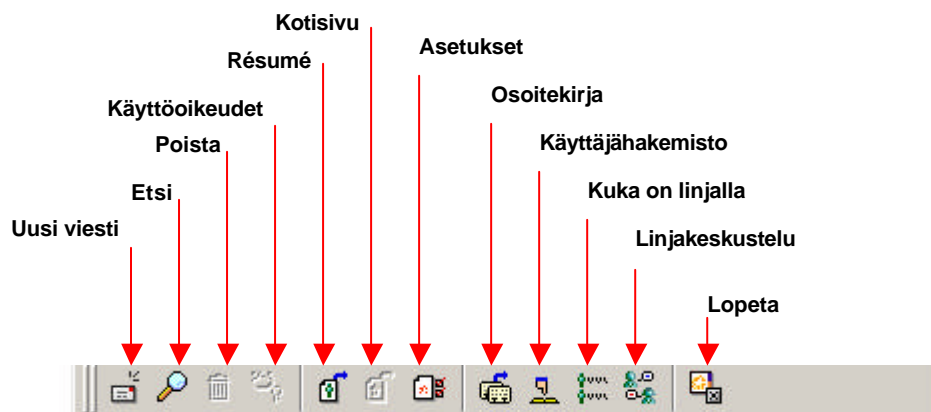 Kotisivu
Résumé
Asetukset
Käyttöoikeudet
Osoitekirja
Poista
Käyttäjähakemisto
Etsi
Kuka on linjalla
Uusi viesti
Linjakeskustelu
Lopeta